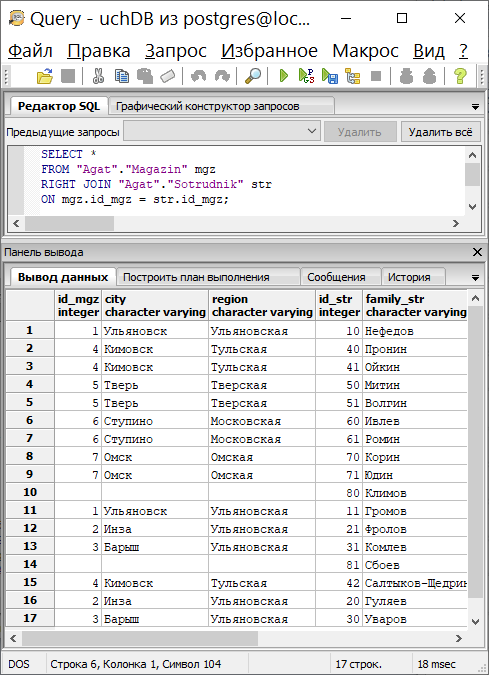 Query - uchDB из postgres@loc...
Файл Правка Запрос Избранное Макрос Вид ?
Редактор SQL Графический конструктор запросов
Предыдущие запросы Удалить Удалить всё
SELECT *
FROM "Agat"."Magazin" mgz
RIGHT JOIN "Agat"."Sotrudnik" str
ON mgz.id_mgz = str.id_mgz;
Панель вывода
Вывод данных Построить план выполнения Сообщения История
id_mgz city region id_str family_str
integer character varying character varying integer character varying
1 1 Ульяновск Ульяновская 10 Нефедов
2 4 Кимовск Тульская 40 Пронин
3 4 Кимовск Тульская 41 Ойкин
4 5 Тверь Тверская 50 Митин
5 5 Тверь Тверская 51 Волгин
6 6 Ступино Московская 60 Ивлев
7 6 Ступино Московская 61 Ромин
8 7 Омск Омская 70 Корин
9 7 Омск Омская 71 Юдин
10 80 Климов
11 1 Ульяновск Ульяновская 11 Громов
12 2 Инза Ульяновская 21 Фролов
13 3 Барыш Ульяновская 31 Комлев
14 81 Сбоев
15 4 Кимовск Тульская 42 Салтыков-Щедрин
16 2 Инза Ульяновская 20 Гуляев
17 3 Барыш Ульяновская 30 Уваров
DOS Строка 6, Колонка 1, Символ 104 17 строк. 18 msec